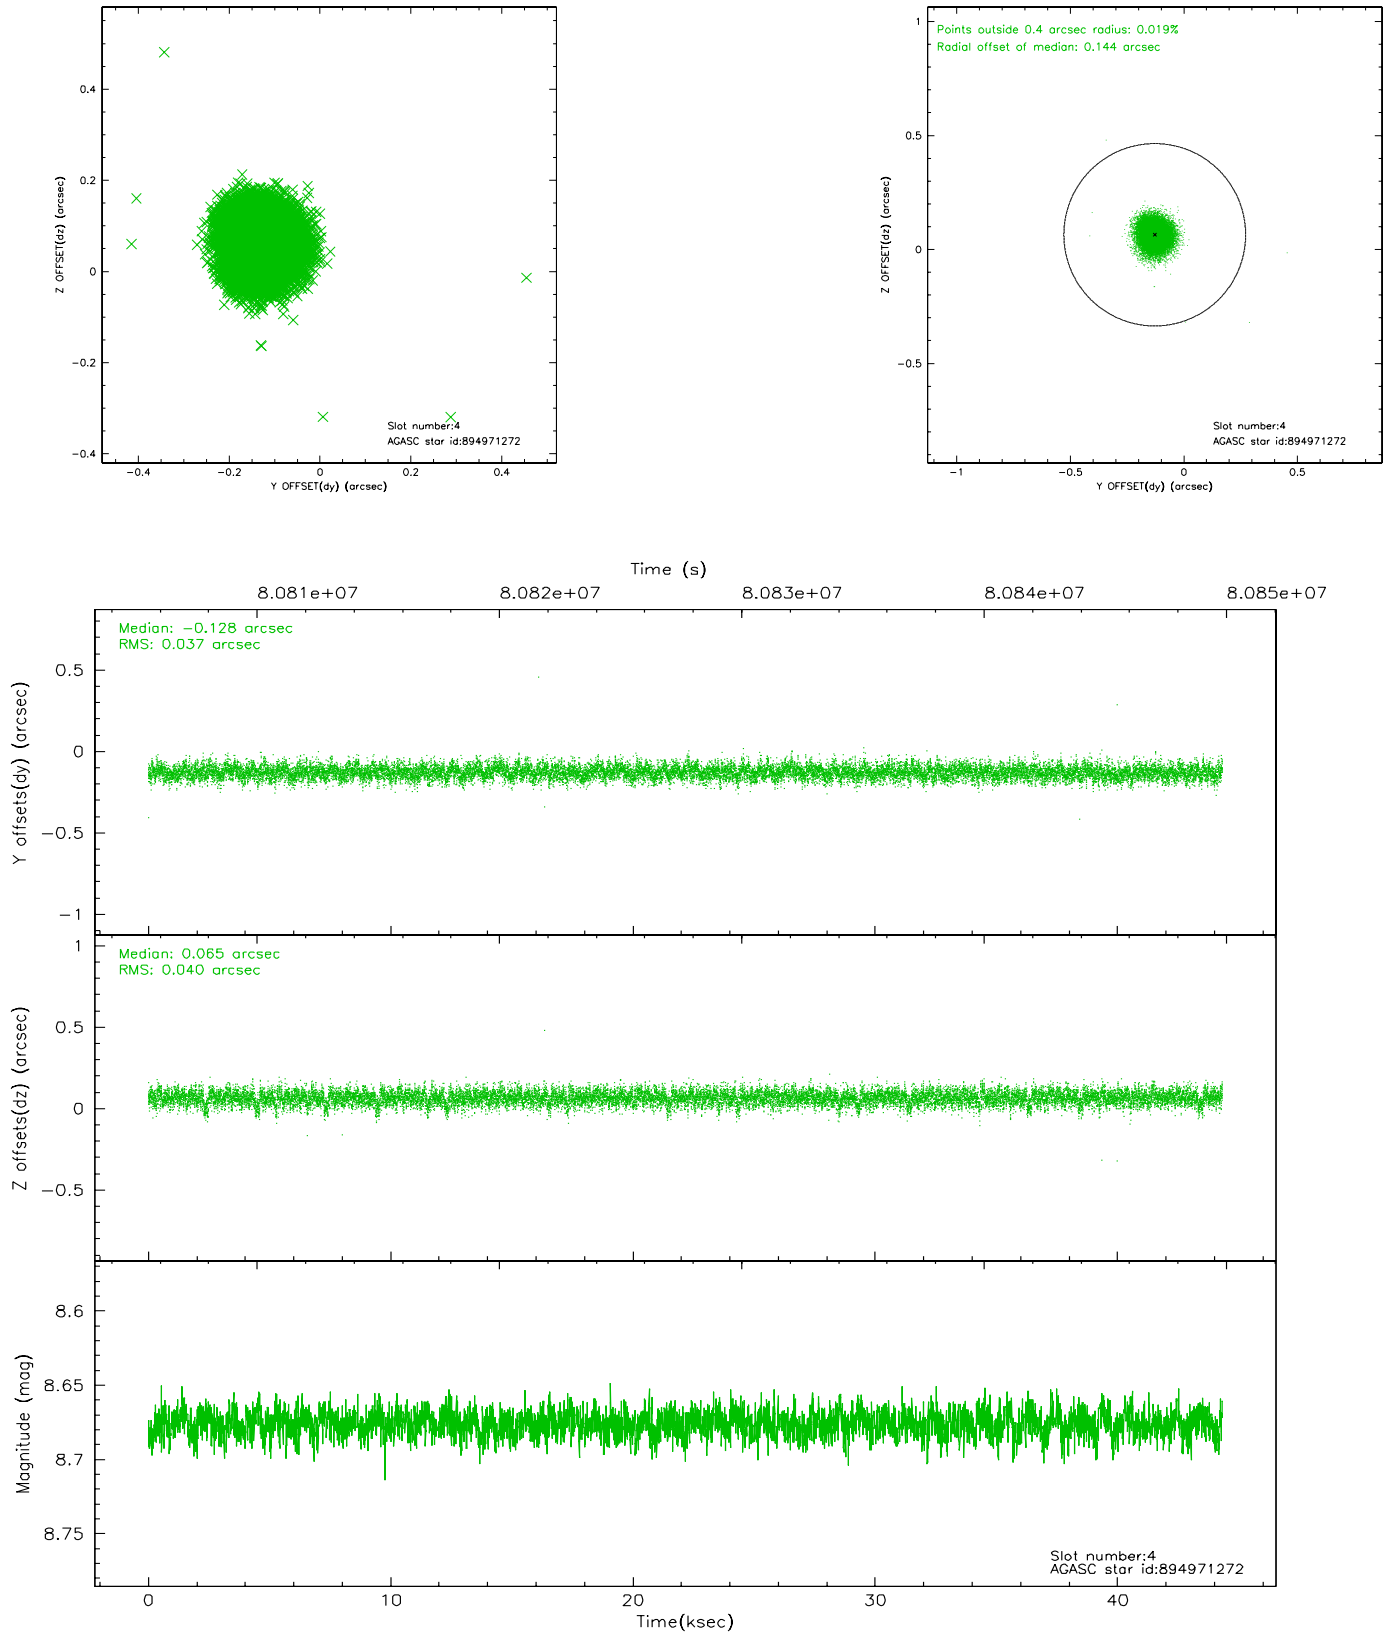 0.4
0.2
0
-0.2
-0.4
Z OFFSET(dz) (arcsec)
Slot number:4
AGASC star id:894971272
-0.4 -0.2 0 0.2 0.4
Y OFFSET(dy) (arcsec)
Points outside 0.4 arcsec radius: 0.019%
Radial offset of median: 0.144 arcsec
1
0.5
0
-0.5
Z OFFSET(dz) (arcsec)
Slot number:4
AGASC star id:894971272
-1 -0.5 0 0.5
Y OFFSET(dy) (arcsec)
Time (s)
8.081e+07 8.082e+07 8.083e+07 8.084e+07 8.085e+07
Median: -0.128 arcsec
RMS: 0.037 arcsec
0.5
0
-0.5
-1
Y offsets(dy) (arcsec)
Median: 0.065 arcsec
RMS: 0.040 arcsec
1
0.5
0
-0.5
Z offsets(dz) (arcsec)
8.6
8.65
8.7
8.75
Magnitude (mag)
Slot number:4
AGASC star id:894971272
0 10 20 30 40
Time(ksec)